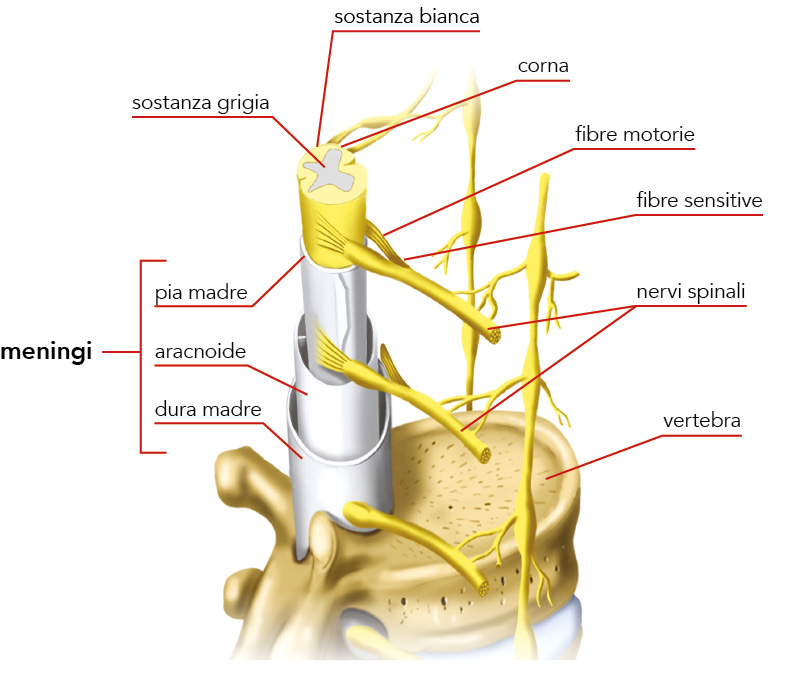 sostanza bianca
corna
sostanza grigia
fibre motorie
fibre sensitive
pia madre
nervi spinali
meningi
aracnoide
dura madre
vertebra